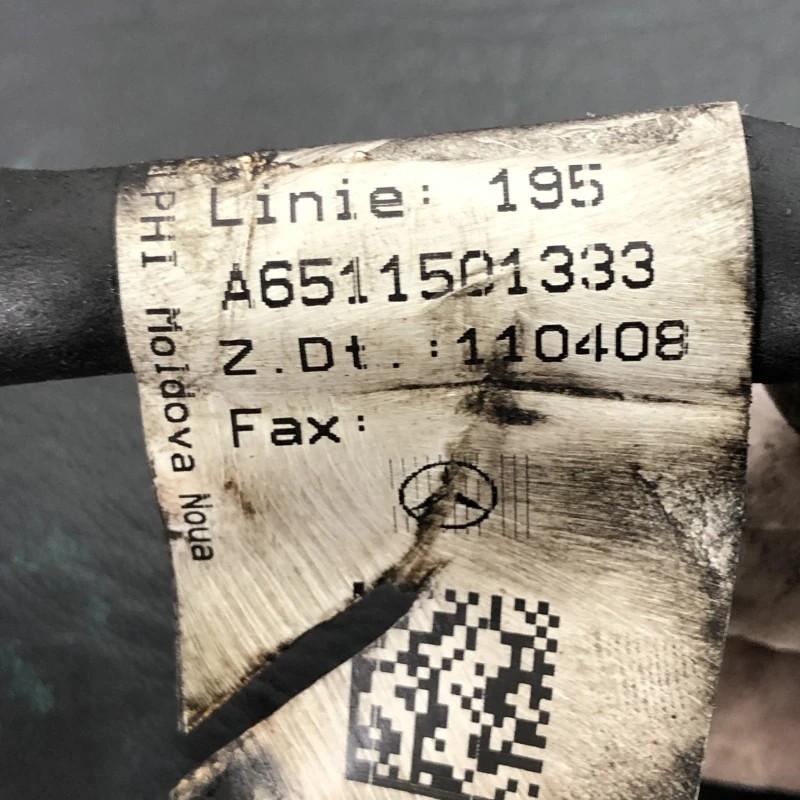 Linie: 195
A6511501333
Z.Dt.:110408
Fax:
PHI Moldova Noua